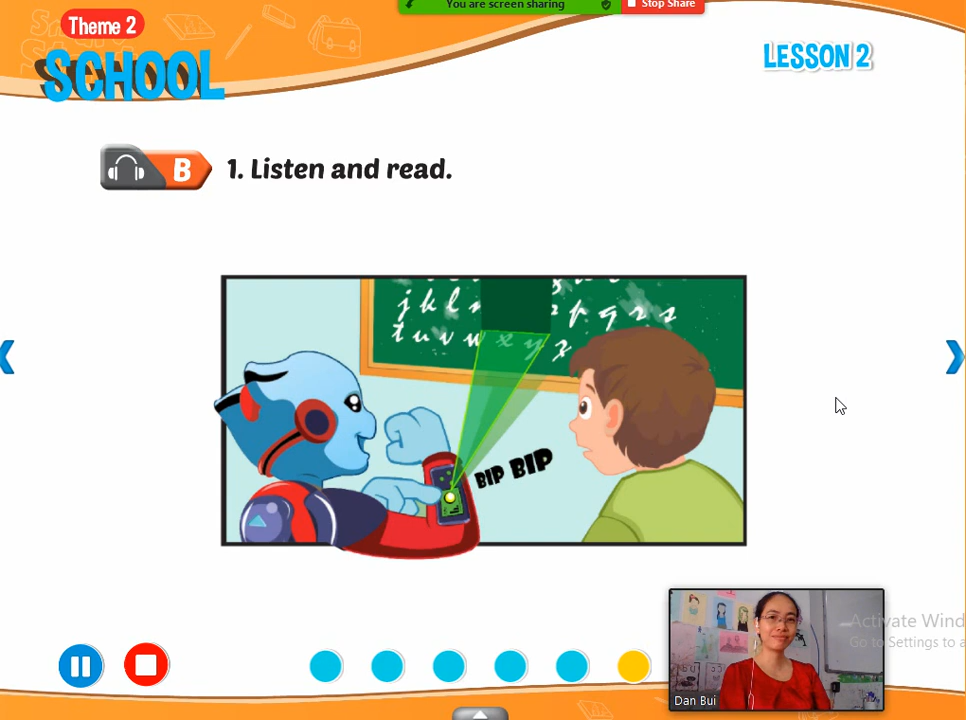 You are screen sharing
Stop Share
Theme 2
SCHOOL
LESSON 2
B
1. Listen and read.
j k l
p q r s
t u v w x y z
BIP BIP
Activate Wind
Go to Settings to a
Dan Bui